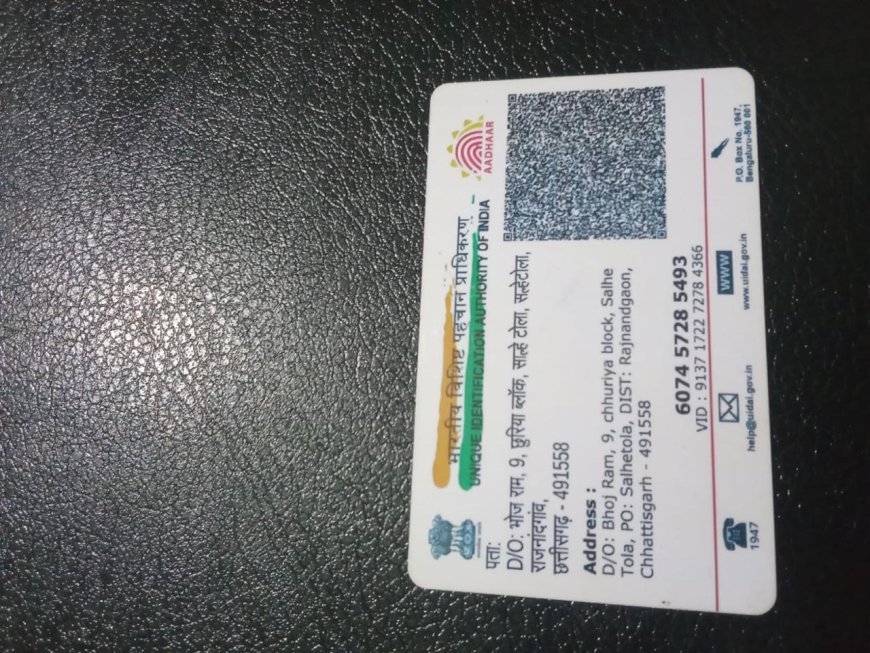 भारतीय विशिष्ट पहचान प्राधिकरण
UNIQUE IDENTIFICATION AUTHORITY OF INDIA
AADHAAR
पता:
D/O: भोज राम, 9, छुरिया ब्लॉक, साल्हे टोला, सल्हेटोला,
राजनांदगांव,
छत्तीसगढ़ - 491558
Address :
D/O: Bhoj Ram, 9, chhuriya block, Salhe
Tola, PO: Salhetola, DIST: Rajnandgaon,
Chhattisgarh - 491558
6074 5728 5493
VID : 9137 1722 7278 4366
1947
help@uidai.gov.in
WWW
www.uidai.gov.in
P.O. Box No. 1947,
Bengaluru-560 001